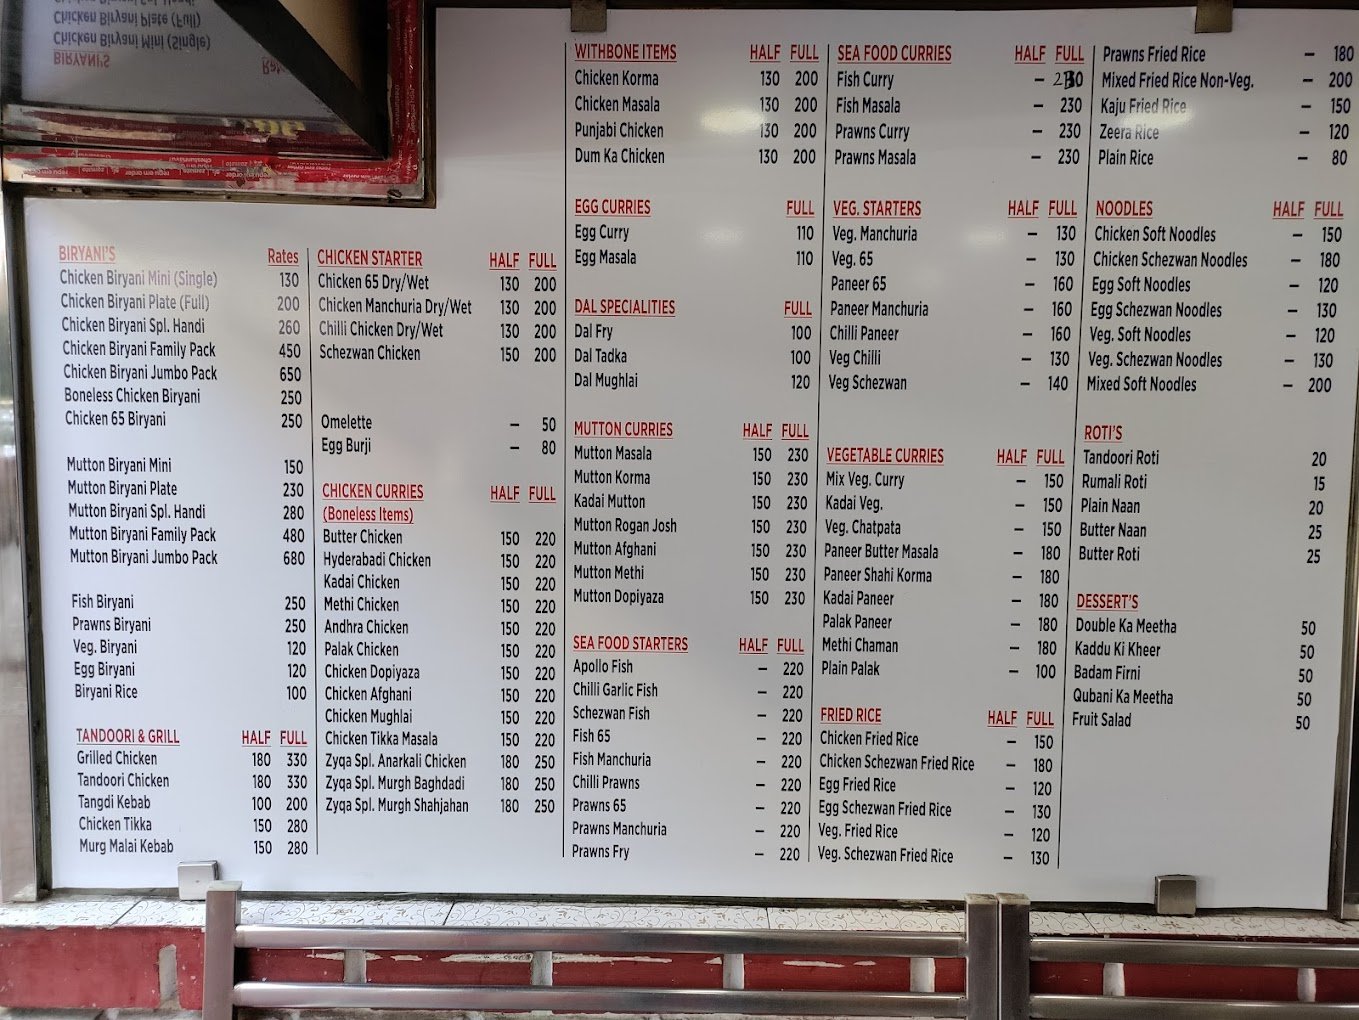 BIRYANI'S Rates
Chicken Biryani Mini (Single) 130
Chicken Biryani Plate (Full) 200
Chicken Biryani Spl. Handi 260
Chicken Biryani Family Pack 450
Chicken Biryani Jumbo Pack 650
Boneless Chicken Biryani 250
Chicken 65 Biryani 250
Mutton Biryani Mini 150
Mutton Biryani Plate 230
Mutton Biryani Spl. Handi 280
Mutton Biryani Family Pack 480
Mutton Biryani Jumbo Pack 680
Fish Biryani 250
Prawns Biryani 250
Veg. Biryani 120
Egg Biryani 120
Biryani Rice 100
TANDOORI & GRILL HALF FULL
Grilled Chicken 180 330
Tandoori Chicken 180 330
Tangdi Kebab 100 200
Chicken Tikka 150 280
Murg Malai Kebab 150 280
CHICKEN STARTER HALF FULL
Chicken 65 Dry/Wet 130 200
Chicken Manchuria Dry/Wet 130 200
Chilli Chicken Dry/Wet 130 200
Schezwan Chicken 150 200
Omelette – 50
Egg Burji – 80
CHICKEN CURRIES HALF FULL
(Boneless Items)
Butter Chicken 150 220
Hyderabadi Chicken 150 220
Kadai Chicken 150 220
Methi Chicken 150 220
Andhra Chicken 150 220
Palak Chicken 150 220
Chicken Dopiyaza 150 220
Chicken Afghani 150 220
Chicken Mughlai 150 220
Chicken Tikka Masala 150 220
Zyqa Spl. Anarkali Chicken 180 250
Zyqa Spl. Murgh Baghdadi 180 250
Zyqa Spl. Murgh Shahjahan 180 250
WITHBONE ITEMS HALF FULL
Chicken Korma 130 200
Chicken Masala 130 200
Punjabi Chicken 130 200
Dum Ka Chicken 130 200
EGG CURRIES FULL
Egg Curry 110
Egg Masala 110
DAL SPECIALITIES FULL
Dal Fry 100
Dal Tadka 100
Dal Mughlai 120
MUTTON CURRIES HALF FULL
Mutton Masala 150 230
Mutton Korma 150 230
Kadai Mutton 150 230
Mutton Rogan Josh 150 230
Mutton Afghani 150 230
Mutton Methi 150 230
Mutton Dopiyaza 150 230
SEA FOOD STARTERS HALF FULL
Apollo Fish – 220
Chilli Garlic Fish – 220
Schezwan Fish – 220
Fish 65 – 220
Fish Manchuria – 220
Chilli Prawns – 220
Prawns 65 – 220
Prawns Manchuria – 220
Prawns Fry – 220
SEA FOOD CURRIES HALF FULL
Fish Curry –
Fish Masala – 230
Prawns Curry – 230
Prawns Masala – 230
VEG. STARTERS HALF FULL
Veg. Manchuria – 130
Veg. 65 – 130
Paneer 65 – 160
Paneer Manchuria – 160
Chilli Paneer – 160
Veg Chilli – 130
Veg Schezwan – 140
VEGETABLE CURRIES HALF FULL
Mix Veg. Curry – 150
Kadai Veg. – 150
Veg. Chatpata – 150
Paneer Butter Masala – 180
Paneer Shahi Korma – 180
Kadai Paneer – 180
Palak Paneer – 180
Methi Chaman – 180
Plain Palak – 100
FRIED RICE HALF FULL
Chicken Fried Rice – 150
Chicken Schezwan Fried Rice – 180
Egg Fried Rice – 120
Egg Schezwan Fried Rice – 130
Veg. Fried Rice – 120
Veg. Schezwan Fried Rice – 130
Prawns Fried Rice – 180
Mixed Fried Rice Non-Veg. – 200
Kaju Fried Rice – 150
Zeera Rice – 120
Plain Rice – 80
NOODLES HALF FULL
Chicken Soft Noodles – 150
Chicken Schezwan Noodles – 180
Egg Soft Noodles – 120
Egg Schezwan Noodles – 130
Veg. Soft Noodles – 120
Veg. Schezwan Noodles – 130
Mixed Soft Noodles – 200
ROTI'S
Tandoori Roti 20
Rumali Roti 15
Plain Naan 20
Butter Naan 25
Butter Roti 25
DESSERT'S
Double Ka Meetha 50
Kaddu Ki Kheer 50
Badam Firni 50
Qubani Ka Meetha 50
Fruit Salad 50